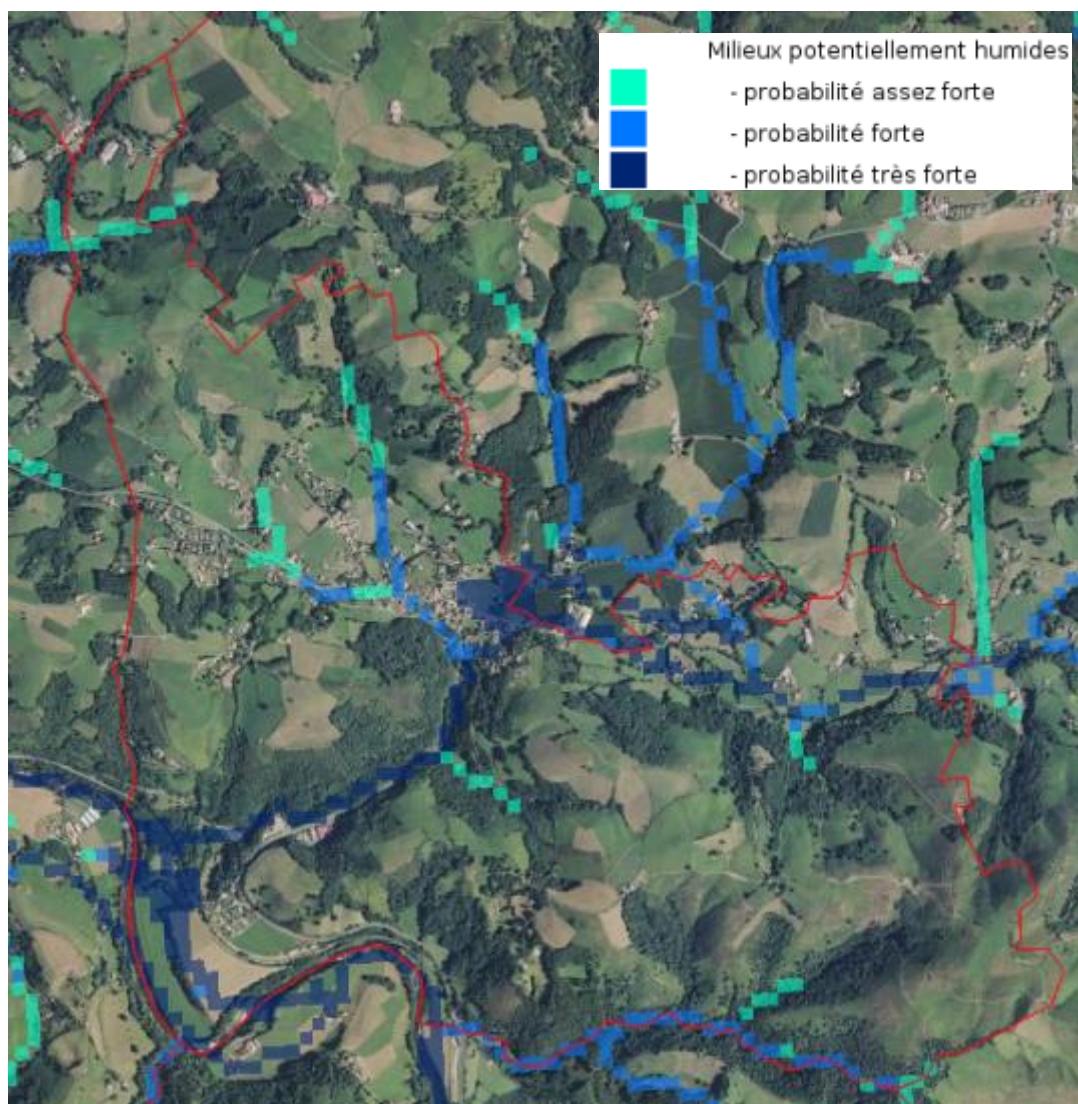 Milieux potentiellement humides
- probabilité assez forte
- probabilité forte
- probabilité très forte